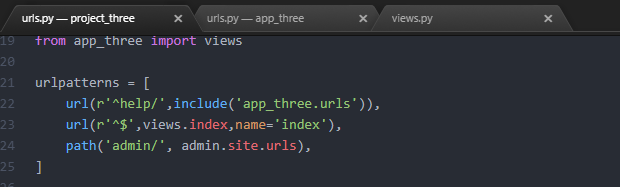 urls.py — project_three × urls.py — app_three × views.py ×
19 from app_three import views
20
21 urlpatterns = [
22     url(r'^help/',include('app_three.urls')),
23     url(r'^$',views.index,name='index'),
24     path('admin/', admin.site.urls),
25 ]
26